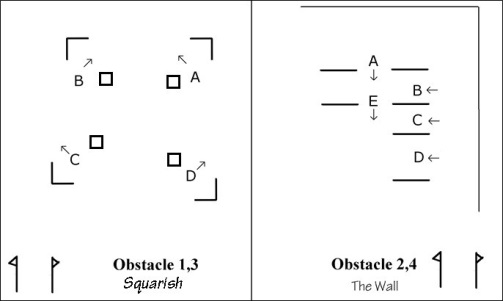 B
A
C
D
Obstacle 1,3
Squarish
A
B
E
C
D
Obstacle 2,4
The Wall